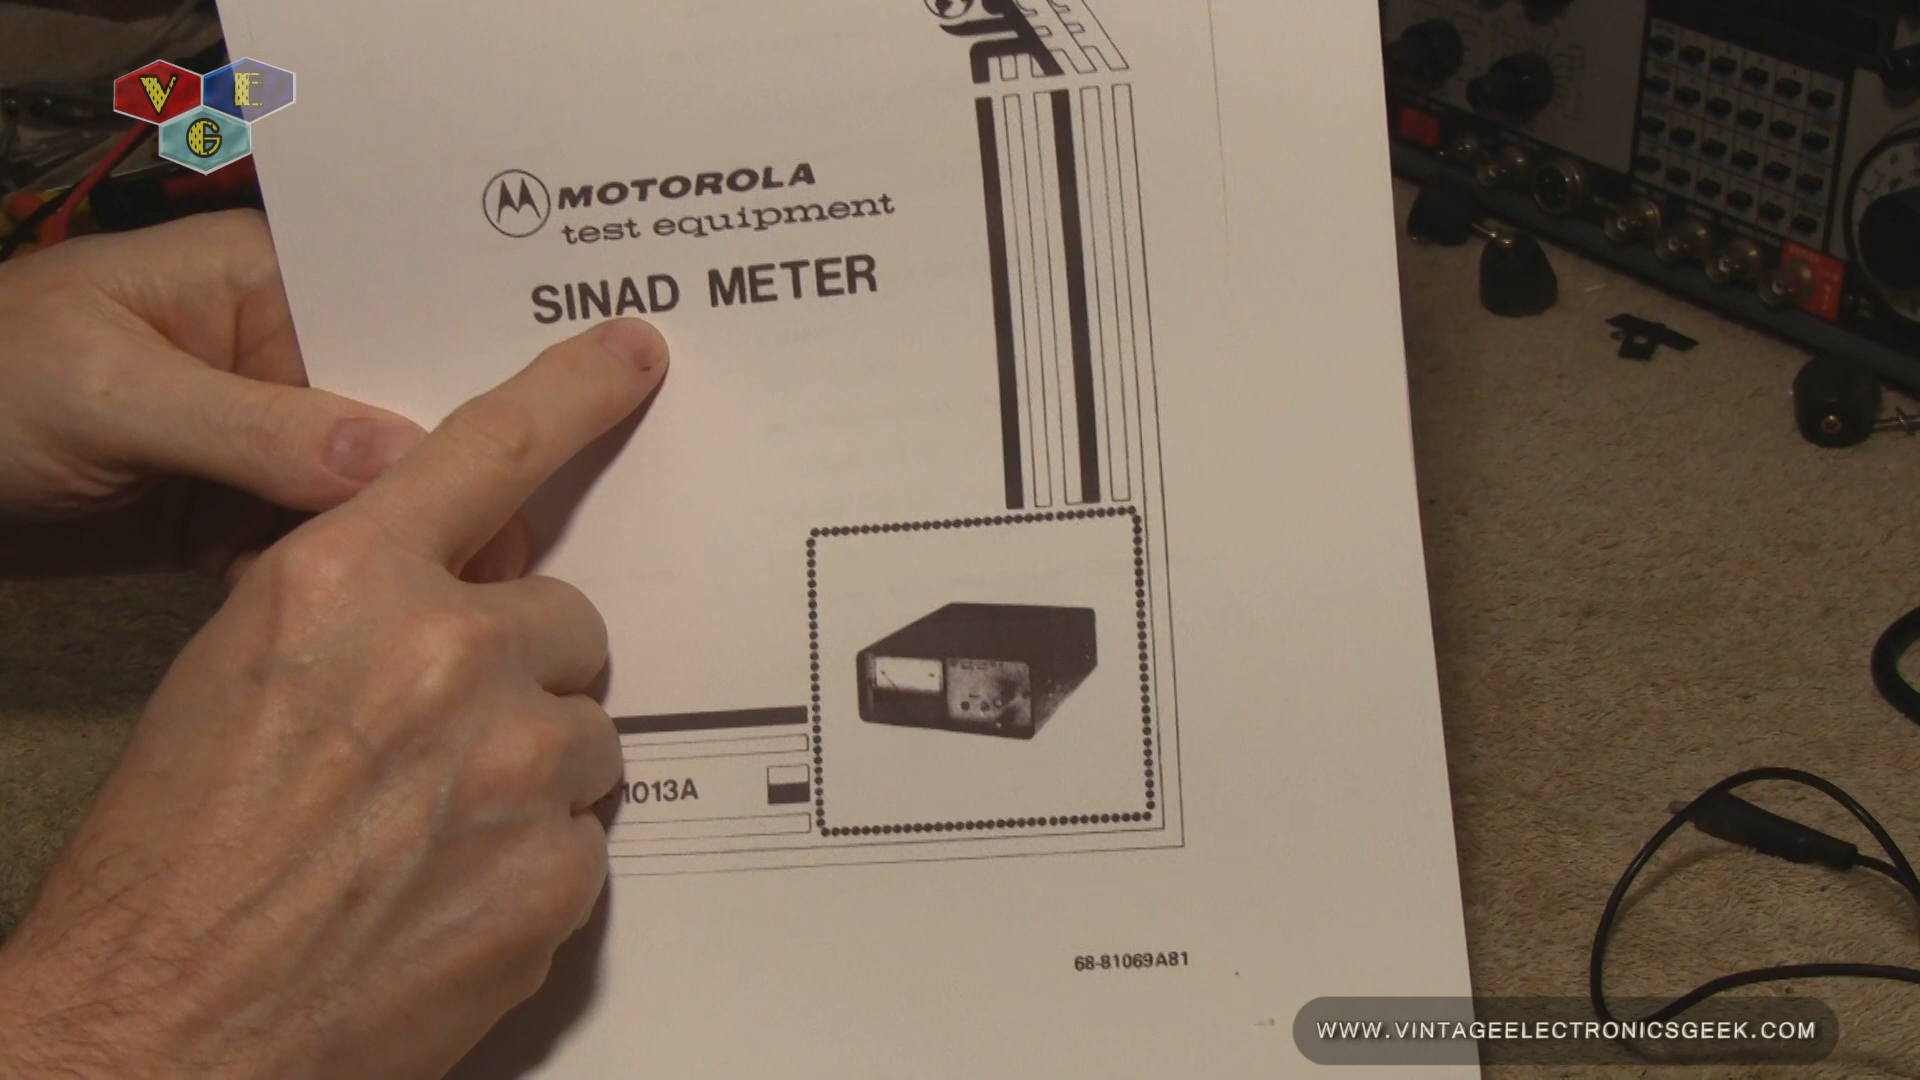 V E
G
MOTOROLA
test equipment
SINAD METER
1013A
68-81069A81
WWW.VINTAGEELECTRONICSGEEK.COM